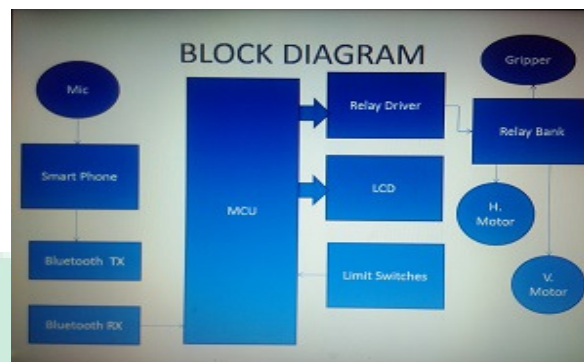 BLOCK DIAGRAM
Mic
Smart Phone
Bluetooth TX
Bluetooth RX
MCU
Relay Driver
LCD
Limit Switches
Gripper
Relay Bank
H.
Motor
V.
Motor